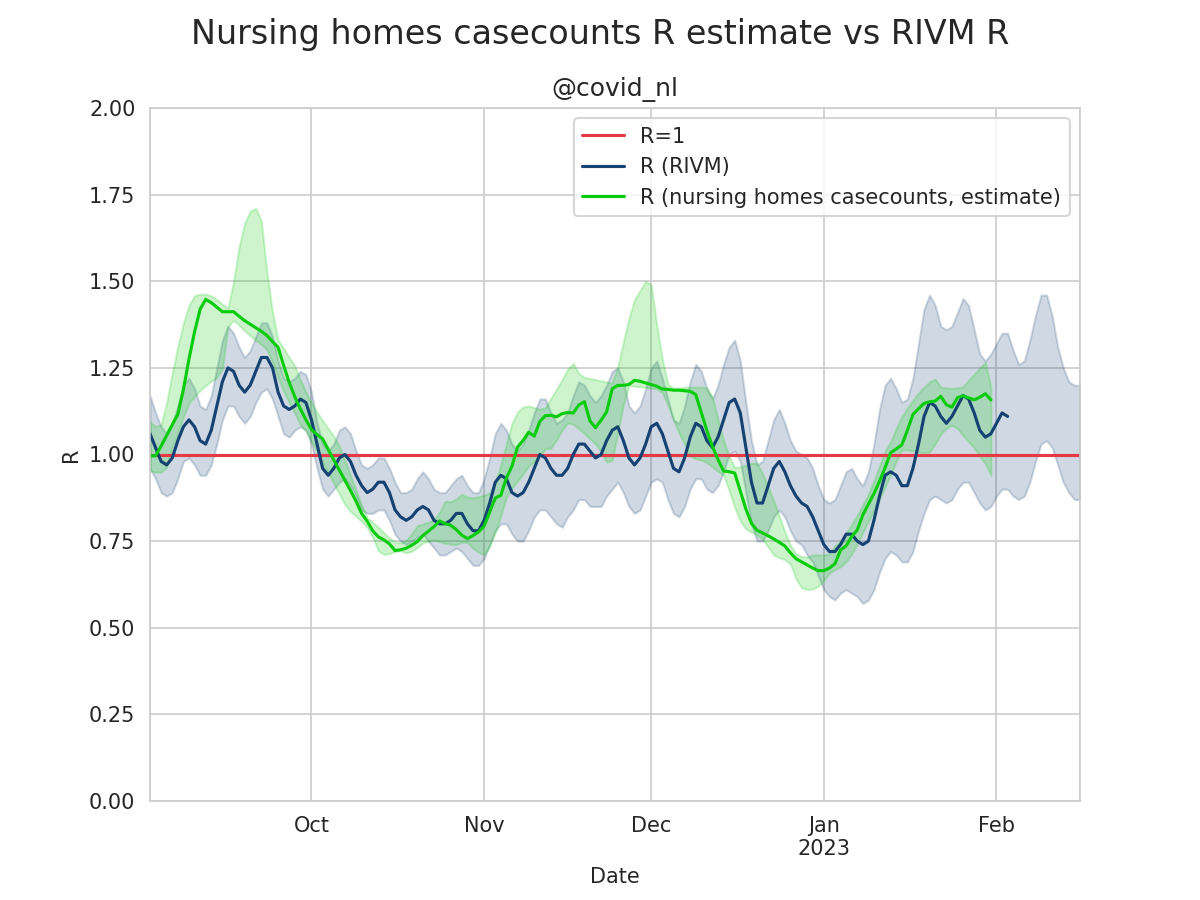 Nursing homes casecounts R estimate vs RIVM R
@covid_nl
R=1
R (RIVM)
R (nursing homes casecounts, estimate)
2.00
1.75
1.50
1.25
1.00
0.75
0.50
0.25
0.00
R
Oct
Nov
Dec
Jan
2023
Feb
Date